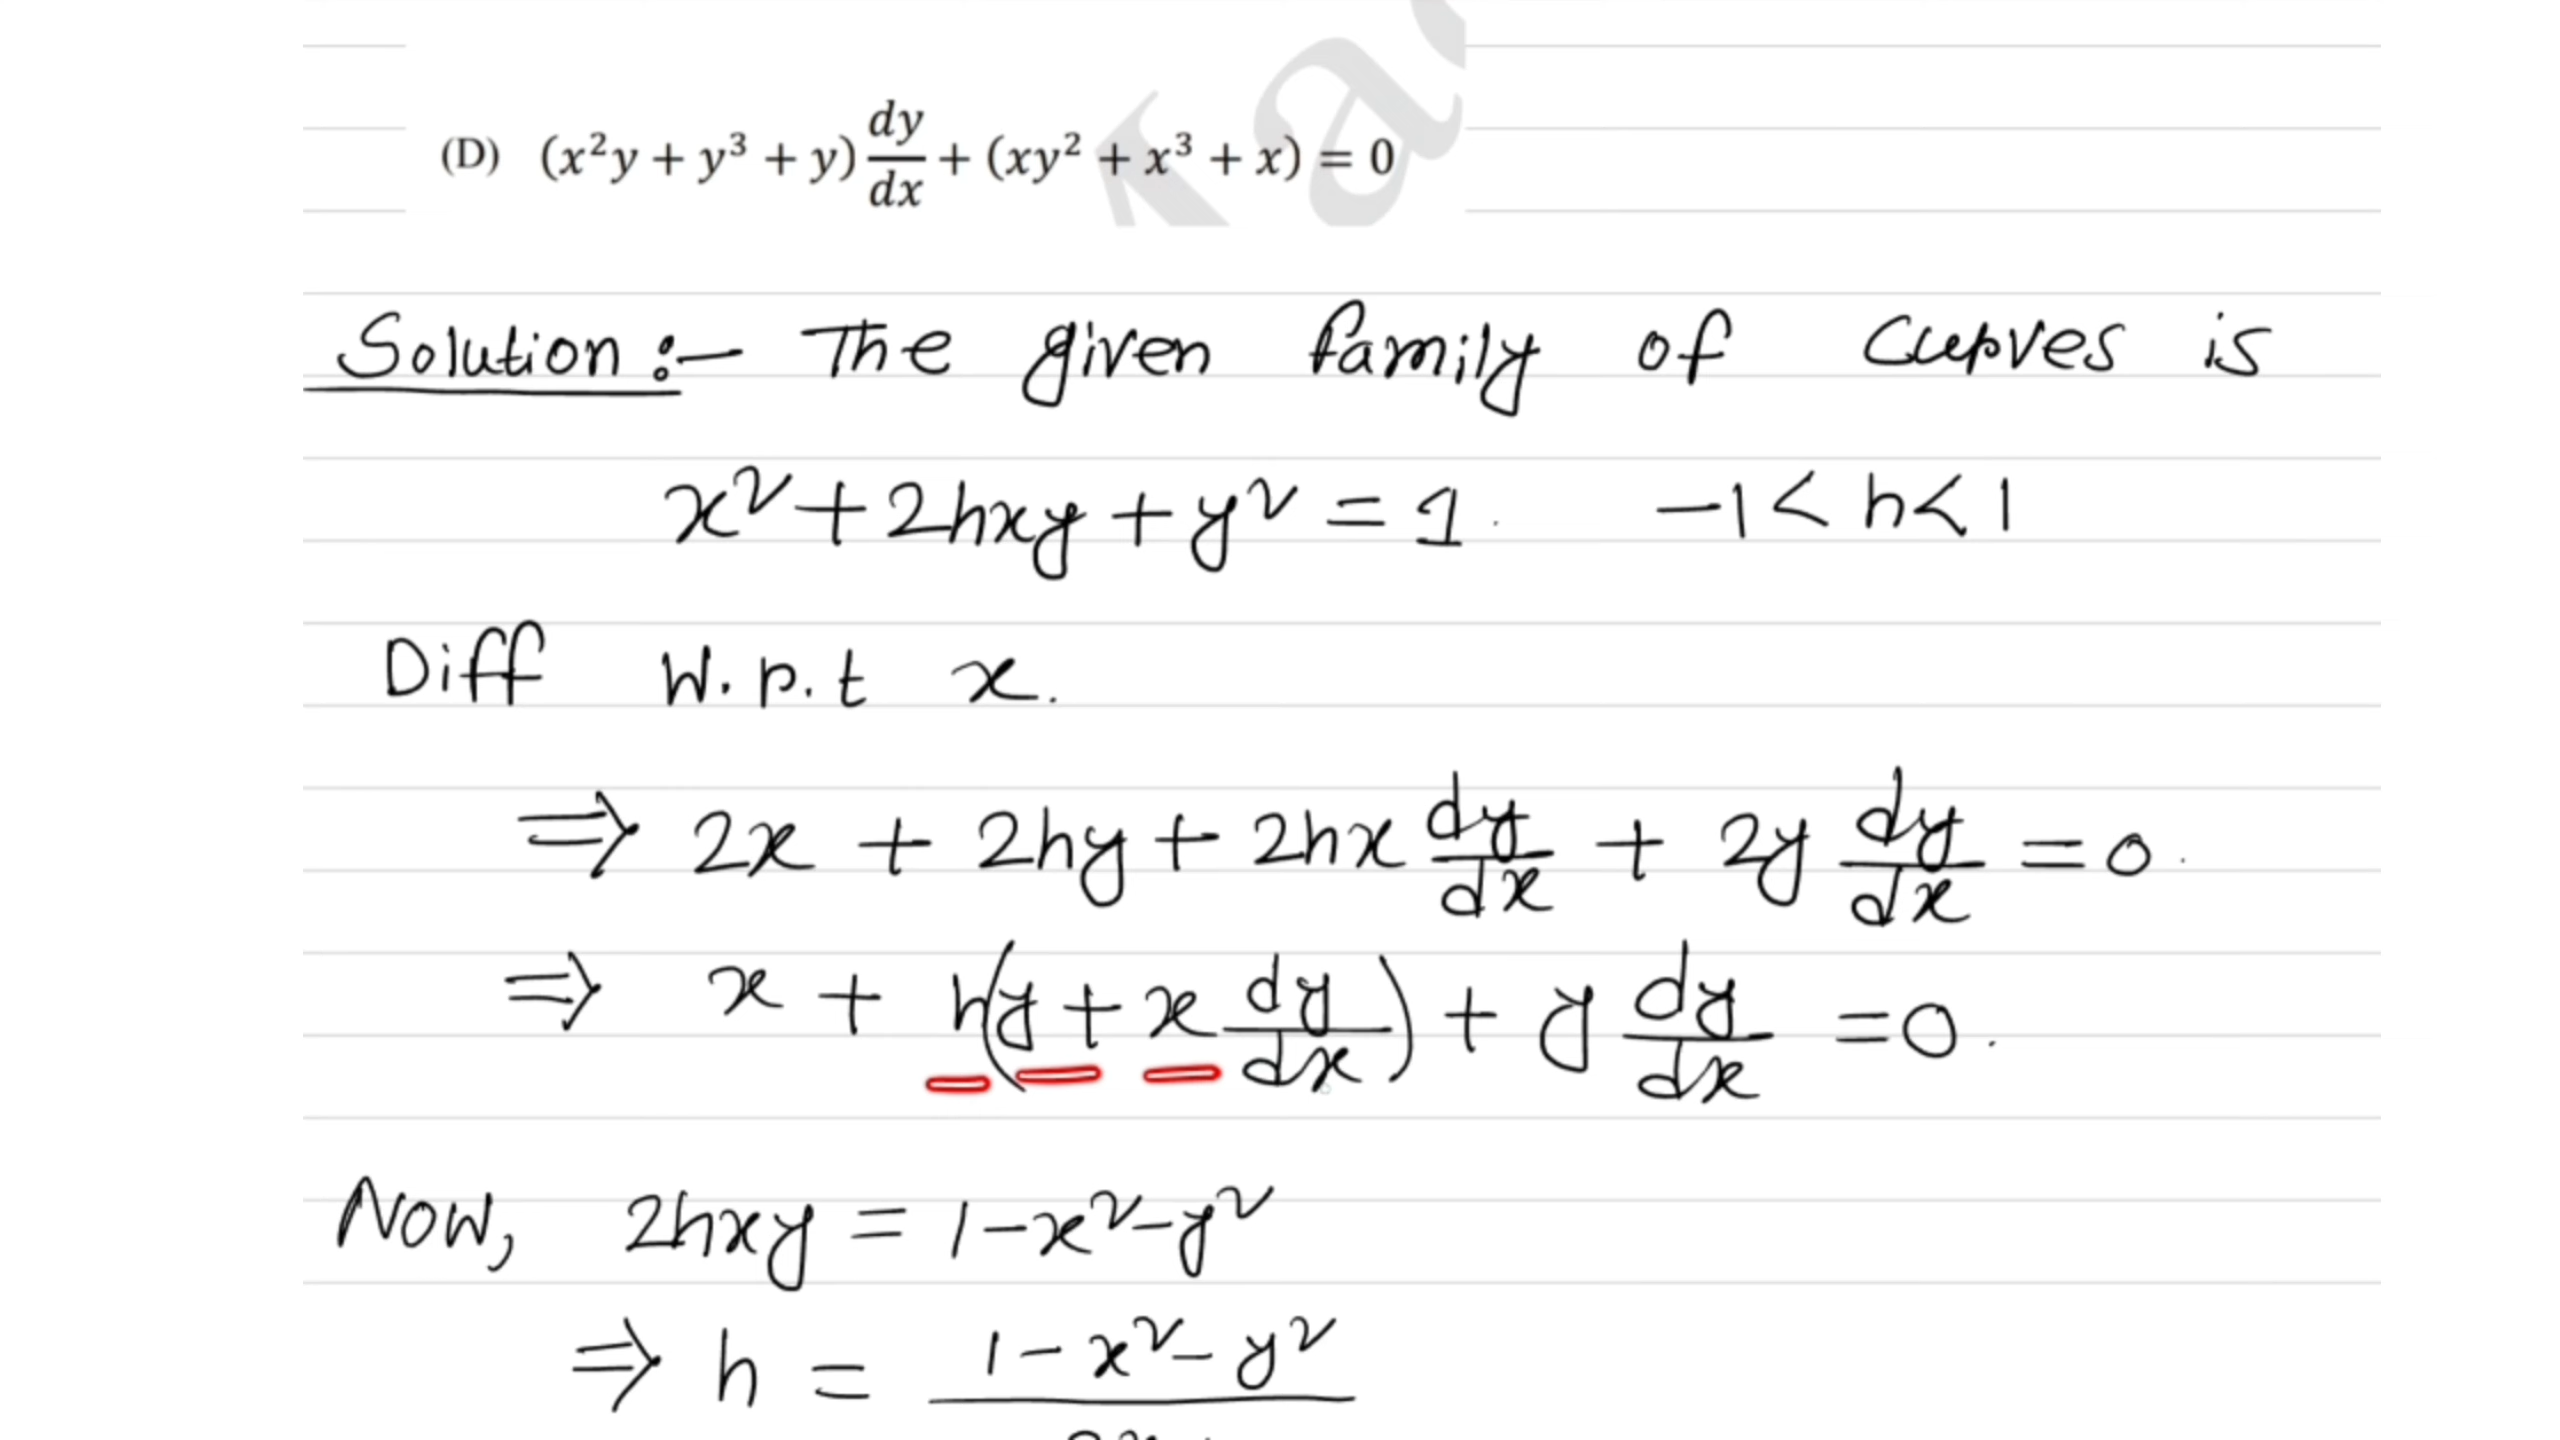 (D) (x²y + y³ + y) dy/dx + (xy² + x³ + x) = 0
Solution :- The given family of curves is
x² + 2hxy + y² = 1. -1 < h < 1
Diff w.r.t x.
⇒ 2x + 2hy + 2hx dy/dx + 2y dy/dx = 0.
⇒ x + h(y + x dy/dx) + y dy/dx = 0.
Now, 2hxy = 1 - x² - y²
⇒ h = 1 - x² - y²